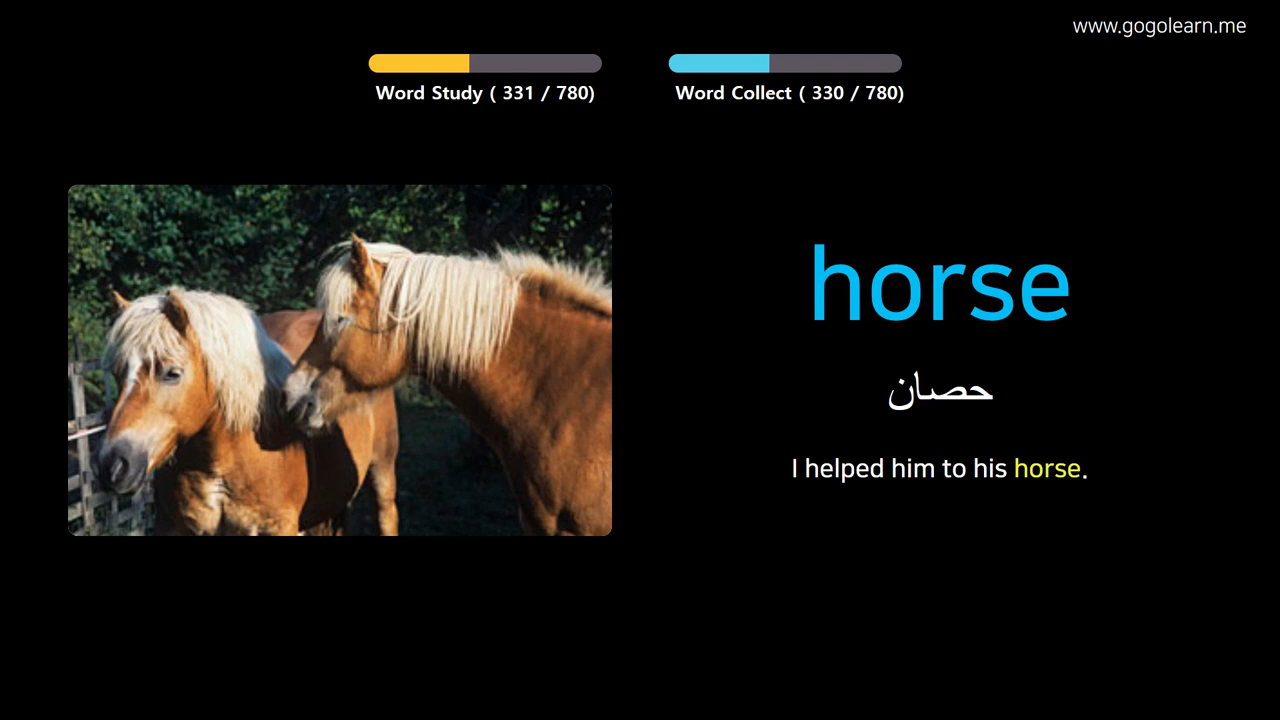 www.gogolearn.me
Word Study ( 331 / 780)
Word Collect ( 330 / 780)
horse
حصان
I helped him to his horse.